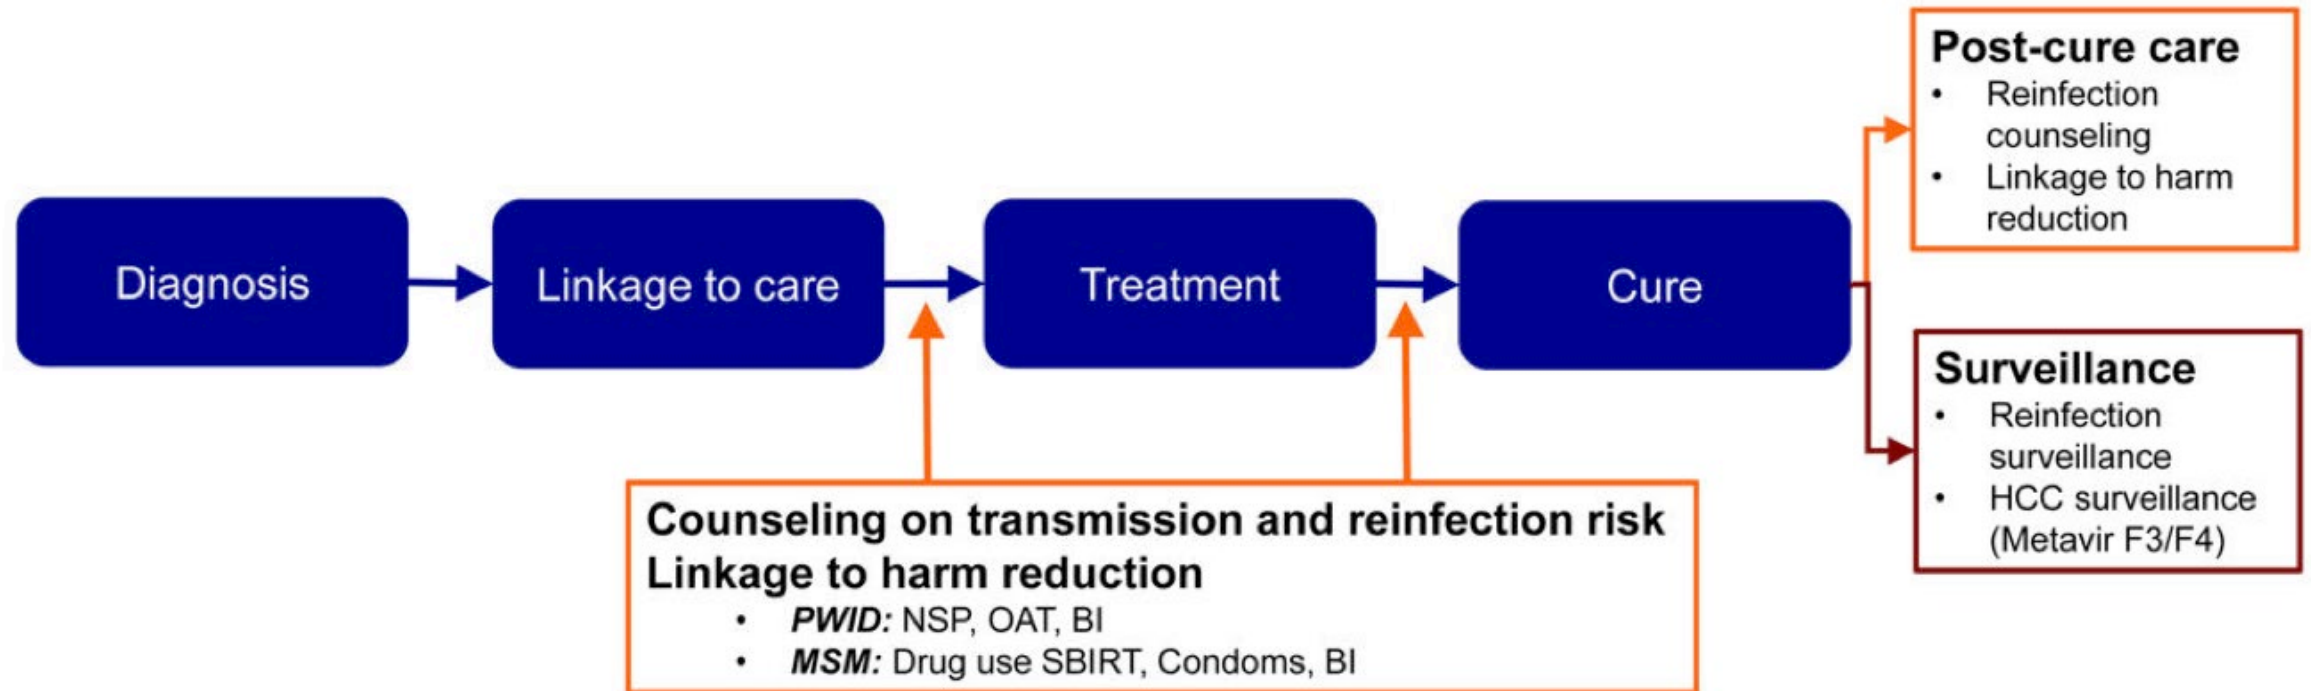 Diagnosis
Linkage to care
Treatment
Cure
Post-cure care
• Reinfection
counseling
• Linkage to harm
reduction
Surveillance
• Reinfection
surveillance
• HCC surveillance
(Metavir F3/F4)
Counseling on transmission and reinfection risk
Linkage to harm reduction
• PWID: NSP, OAT, BI
• MSM: Drug use SBIRT, Condoms, BI